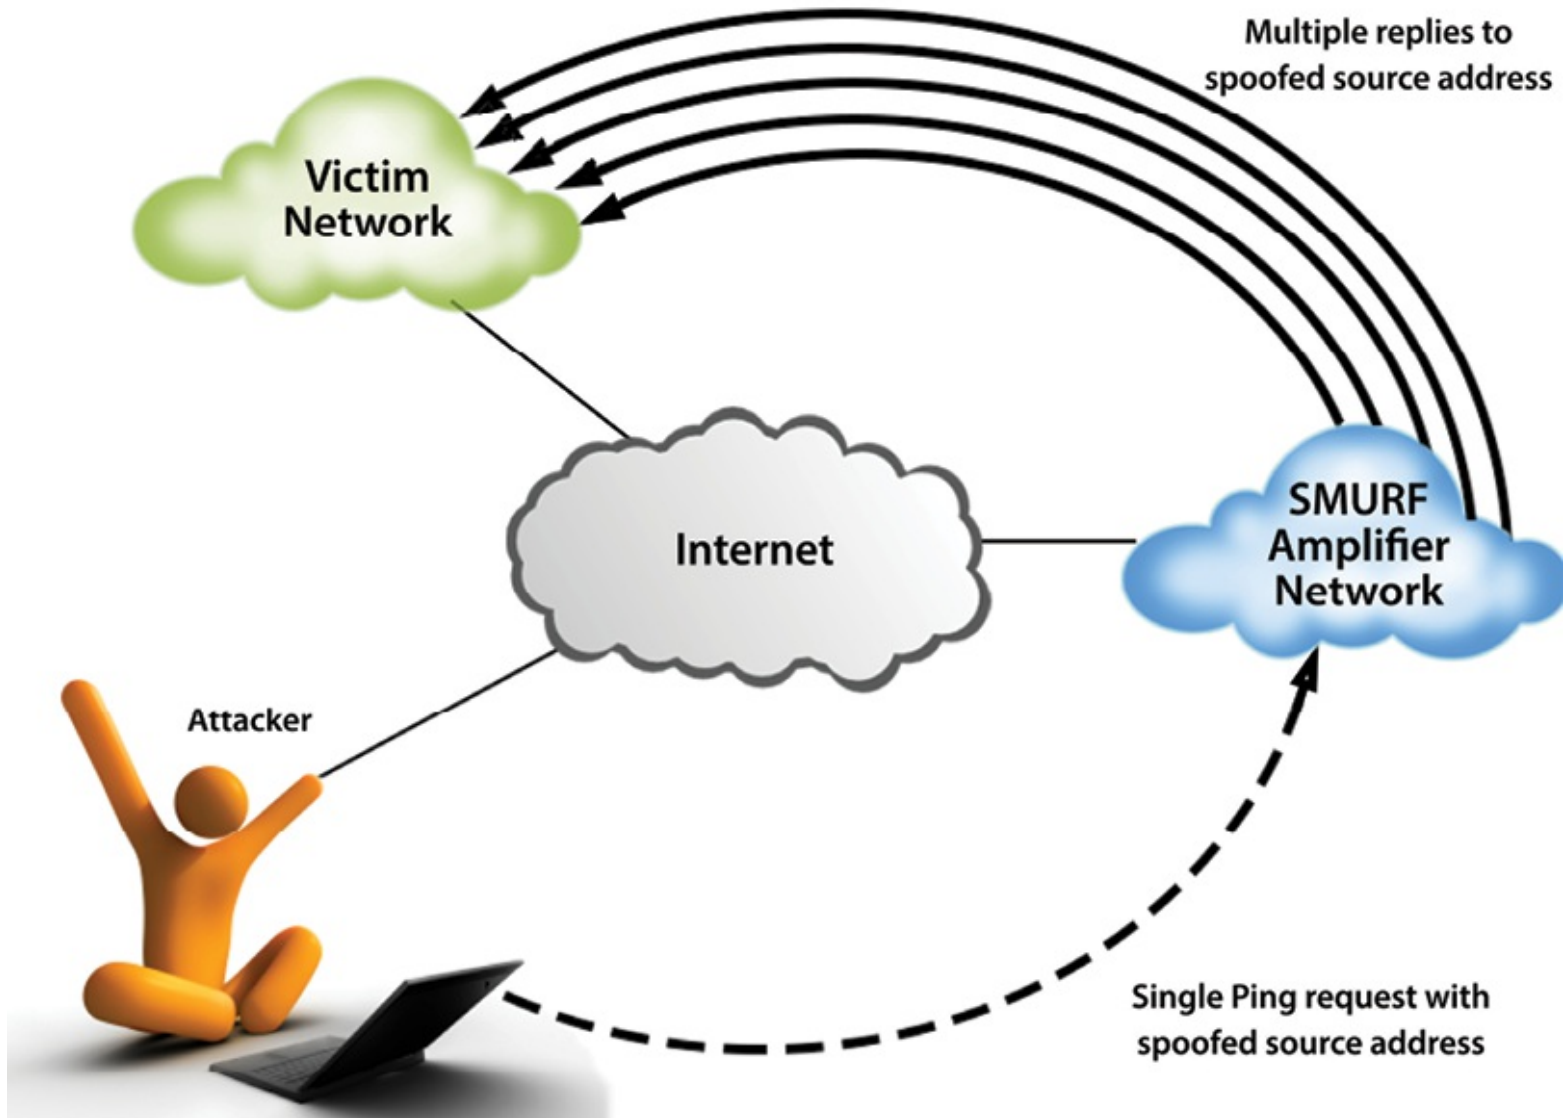 Multiple replies to
spoofed source address
Victim
Network
Internet
SMURF
Amplifier
Network
Attacker
Single Ping request with
spoofed source address